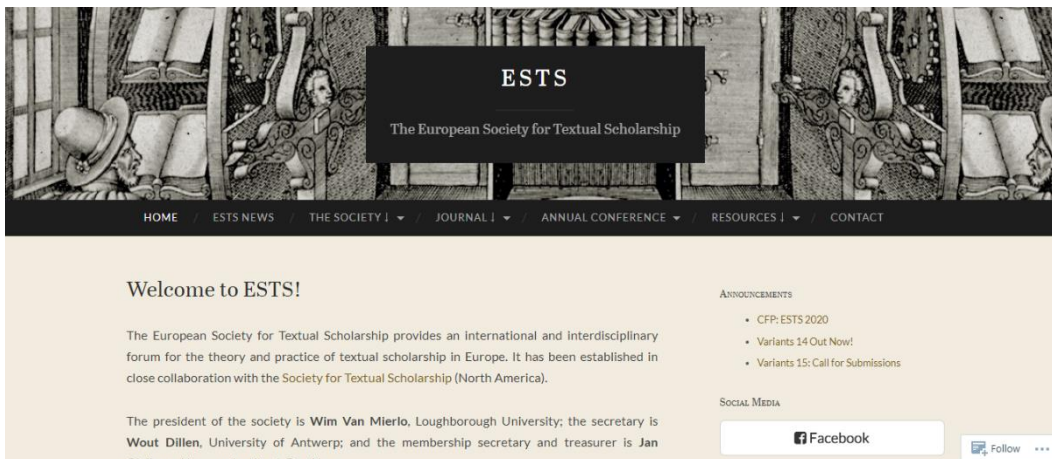 ESTS
The European Society for Textual Scholarship
HOME / ESTS NEWS / THE SOCIETY↓ / JOURNAL↓ / ANNUAL CONFERENCE / RESOURCES↓ / CONTACT
Welcome to ESTS!
The European Society for Textual Scholarship provides an international and interdisciplinary
forum for the theory and practice of textual scholarship in Europe. It has been established in
close collaboration with the Society for Textual Scholarship (North America).
The president of the society is Wim Van Mierlo, Loughborough University; the secretary is
Wout Dillen, University of Antwerp; and the membership secretary and treasurer is Jan
Announcements
• CFP: ESTS 2020
• Variants 14 Out Now!
• Variants 15: Call for Submissions
Social Media
Facebook
Follow ...